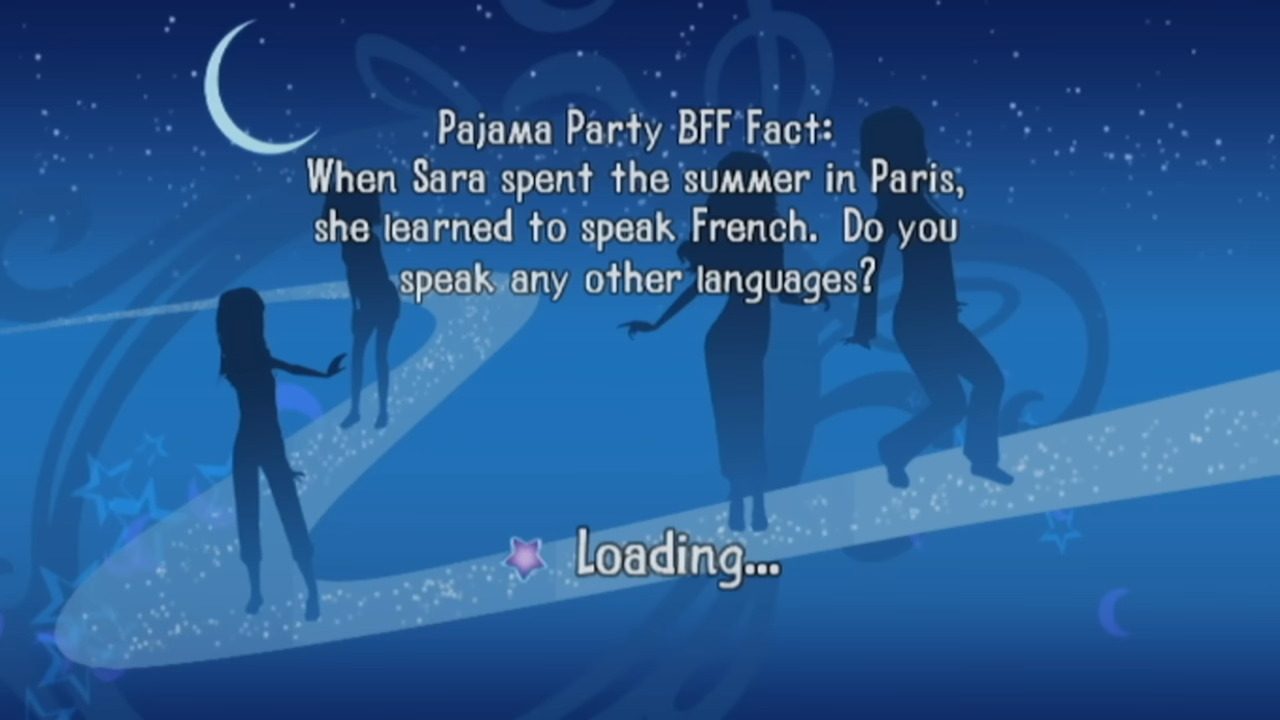 Pajama Party BFF Fact:
When Sara spent the summer in Paris,
she learned to speak French. Do you
speak any other languages?
Loading...